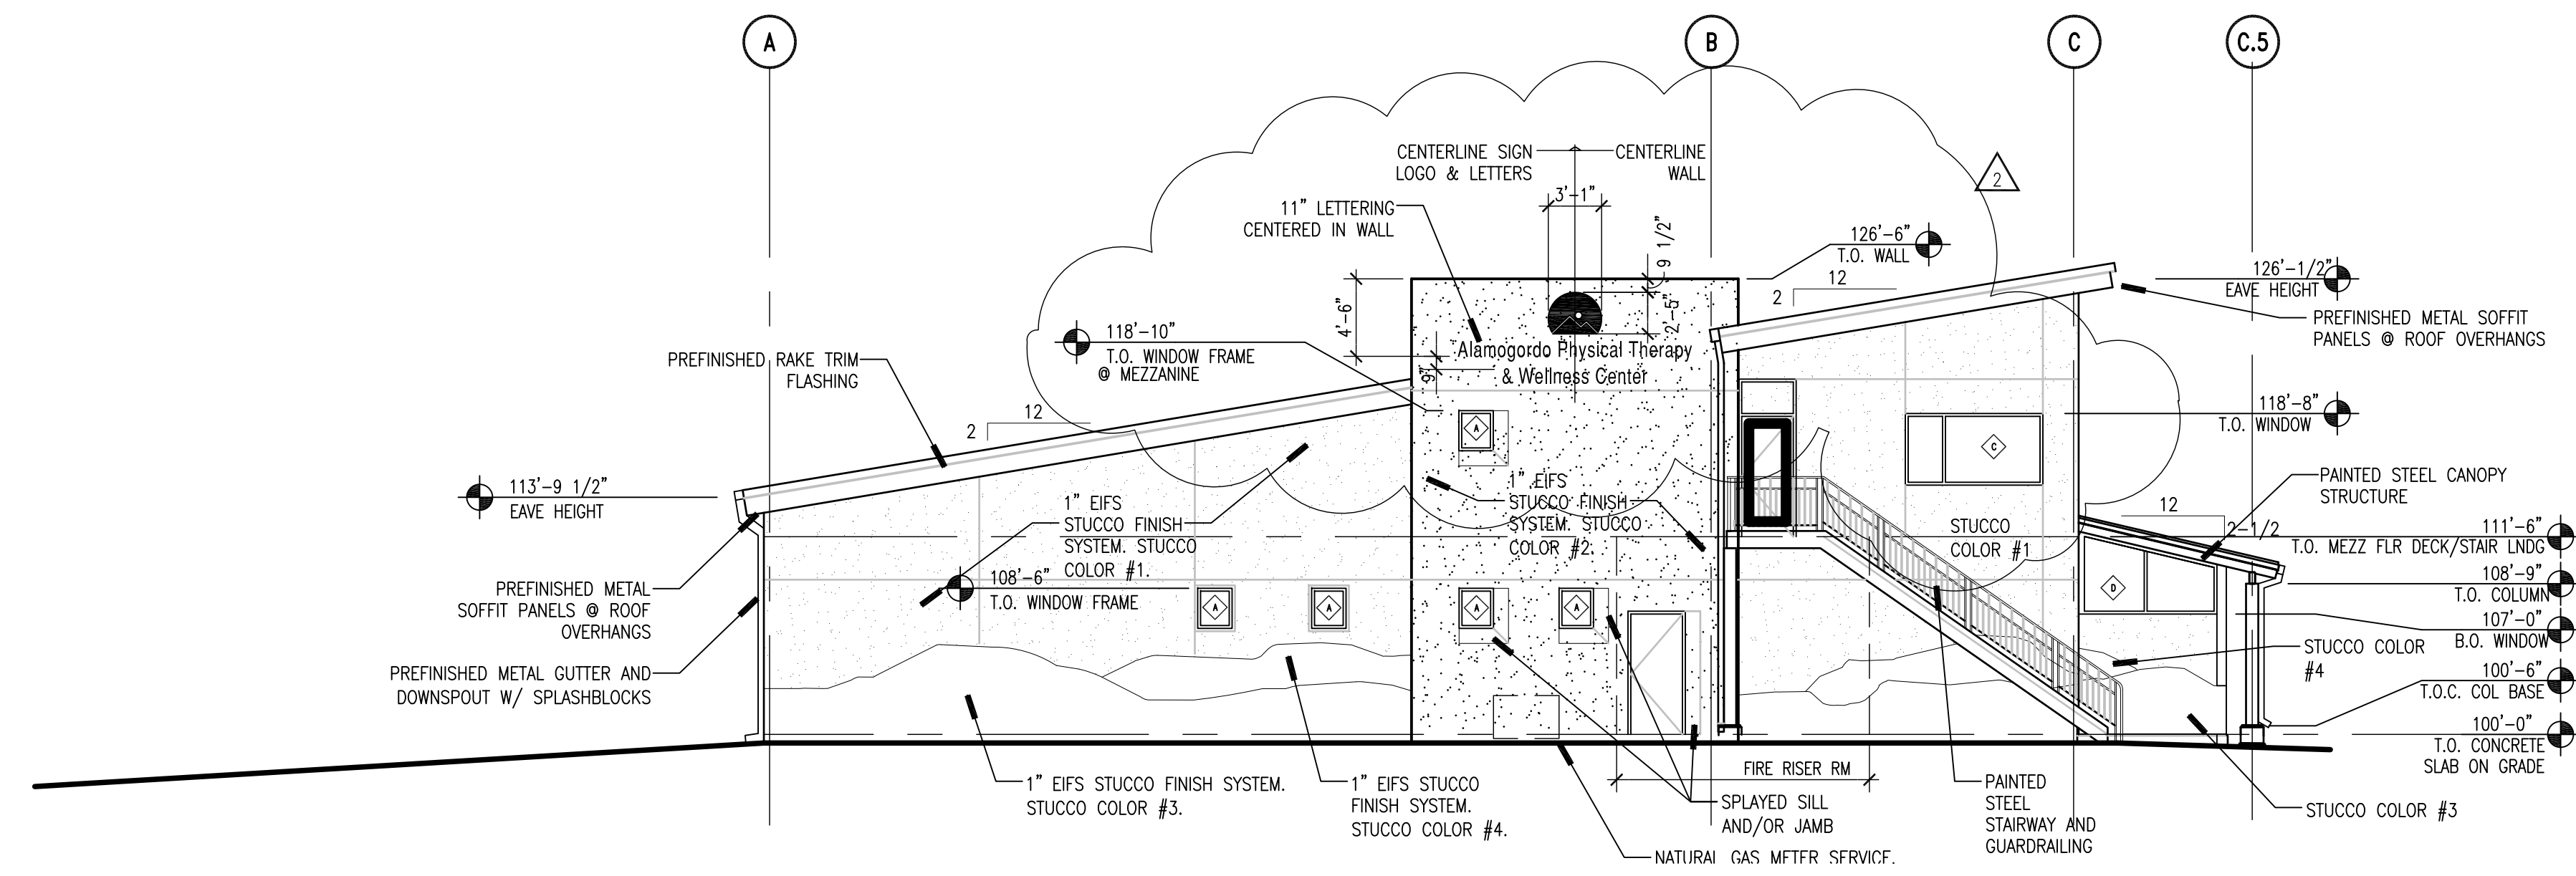 A
B
C
C.5
CENTERLINE SIGN
LOGO & LETTERS
CENTERLINE
WALL
2
3'-1"
11" LETTERING
CENTERED IN WALL
9 1/2"
126'-6"
T.O. WALL
12
2
126'-1/2"
EAVE HEIGHT
4'-6"
2'-5"
PREFINISHED METAL SOFFIT
PANELS @ ROOF OVERHANGS
118'-10"
T.O. WINDOW FRAME
@ MEZZANINE
Alamogordo Physical Therapy
& Wellness Center
9"
PREFINISHED RAKE TRIM
FLASHING
12
2
118'-8"
T.O. WINDOW
A
C
113'-9 1/2"
EAVE HEIGHT
1" EIFS
STUCCO FINISH
SYSTEM. STUCCO
COLOR #1.
1" EIFS
STUCCO FINISH
SYSTEM. STUCCO
COLOR #2.
STUCCO
COLOR #1
PAINTED STEEL CANOPY
STRUCTURE
12
2-1/2
111'-6"
T.O. MEZZ FLR DECK/STAIR LNDG
PREFINISHED METAL
SOFFIT PANELS @ ROOF
OVERHANGS
108'-6"
T.O. WINDOW FRAME
A
A
A
A
D
108'-9"
T.O. COLUMN
107'-0"
B.O. WINDOW
PREFINISHED METAL GUTTER AND
DOWNSPOUT W/ SPLASHBLOCKS
STUCCO COLOR
#4
100'-6"
T.O.C. COL BASE
100'-0"
T.O. CONCRETE
SLAB ON GRADE
1" EIFS STUCCO FINISH SYSTEM.
STUCCO COLOR #3.
1" EIFS STUCCO
FINISH SYSTEM.
STUCCO COLOR #4.
FIRE RISER RM
SPLAYED SILL
AND/OR JAMB
PAINTED
STEEL
STAIRWAY AND
GUARDRAILING
STUCCO COLOR #3
NATURAL GAS METER SERVICE.